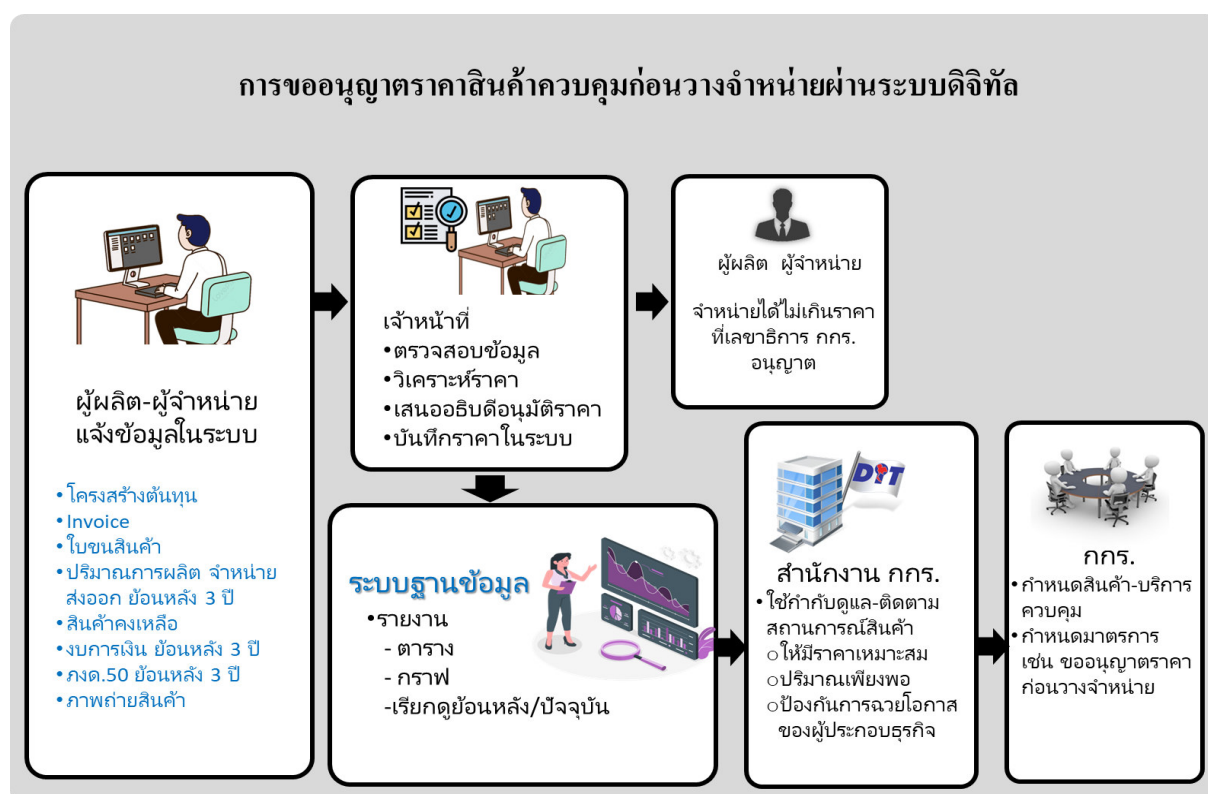 การขออนุญาตราคาสินค้าควบคุมก่อนวางจำหน่ายผ่านระบบดิจิทัล
ผู้ผลิต-ผู้จำหน่าย
แจ้งข้อมูลในระบบ
•โครงสร้างต้นทุน
•Invoice
•ใบขนสินค้า
•ปริมาณการผลิต จำหน่าย
ส่งออก ย้อนหลัง 3 ปี
•สินค้าคงเหลือ
•งบการเงิน ย้อนหลัง 3 ปี
•ภงด.50 ย้อนหลัง 3 ปี
•ภาพถ่ายสินค้า
เจ้าหน้าที่
•ตรวจสอบข้อมูล
•วิเคราะห์ราคา
•เสนออธิบดีอนุมัติราคา
•บันทึกราคาในระบบ
ผู้ผลิต ผู้จำหน่าย
จำหน่ายได้ไม่เกินราคา
ที่เลขาธิการ กกร.
อนุญาต
ระบบฐานข้อมูล
•รายงาน
- ตาราง
- กราฟ
-เรียกดูย้อนหลัง/ปัจจุบัน
DIT
สำนักงาน กกร.
•ใช้กำกับดูแล-ติดตาม
สถานการณ์สินค้า
oให้มีราคาเหมาะสม
oปริมาณเพียงพอ
oป้องกันการฉวยโอกาส
ของผู้ประกอบธุรกิจ
กกร.
•กำหนดสินค้า-บริการ
ควบคุม
•กำหนดมาตรการ
เช่น ขออนุญาตราคา
ก่อนวางจำหน่าย